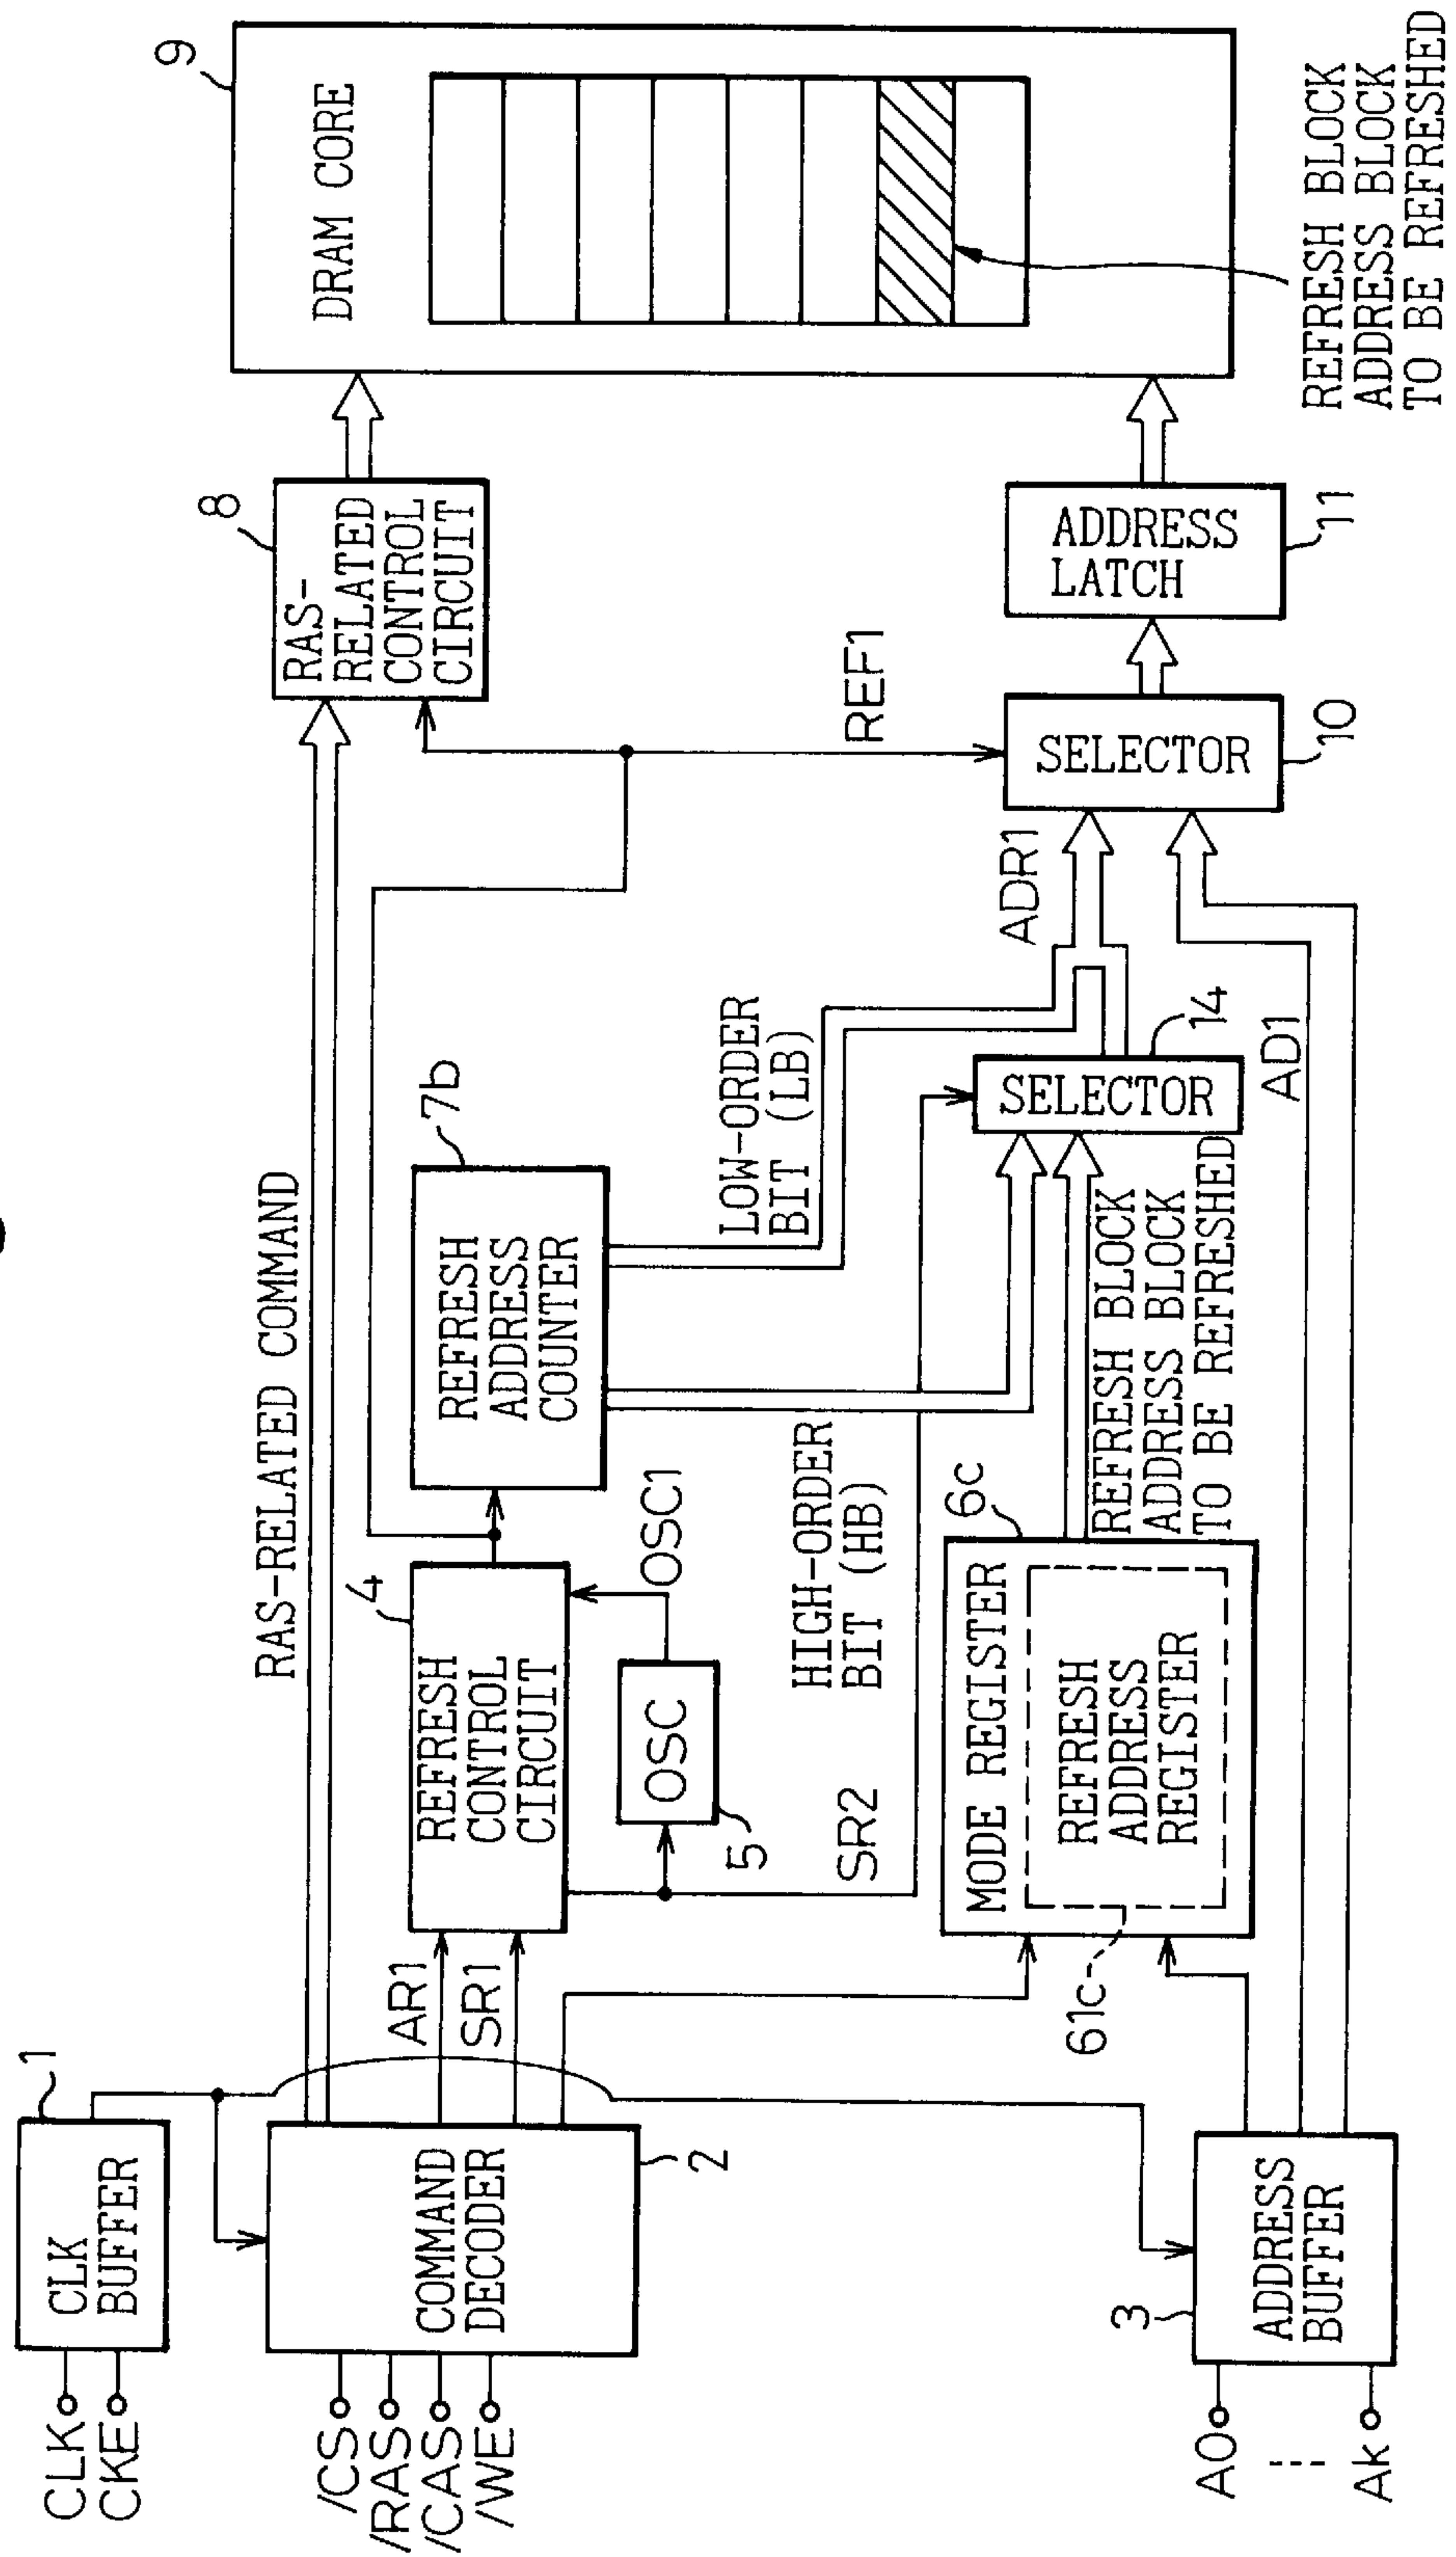 CLK
CKE
CLK
BUFFER
1
/CS
/RAS
/CAS
/WE
COMMAND
DECODER
2
A0
Ak
ADDRESS
BUFFER
3
RAS-RELATED COMMAND
AR1
SR1
REFRESH
CONTROL
CIRCUIT
4
OSC
5
OSC1
SR2
MODE REGISTER
REFRESH
ADDRESS
REGISTER
61c
6c
REFRESH
ADDRESS
COUNTER
7b
HIGH-ORDER
BIT (HB)
LOW-ORDER
BIT (LB)
REFRESH BLOCK
ADDRESS BLOCK
TO BE REFRESHED
SELECTOR
14
AD1
ADR1
REF1
SELECTOR
10
RAS-
RELATED
CONTROL
CIRCUIT
8
ADDRESS
LATCH
11
DRAM CORE
9
REFRESH BLOCK
ADDRESS BLOCK
TO BE REFRESHED